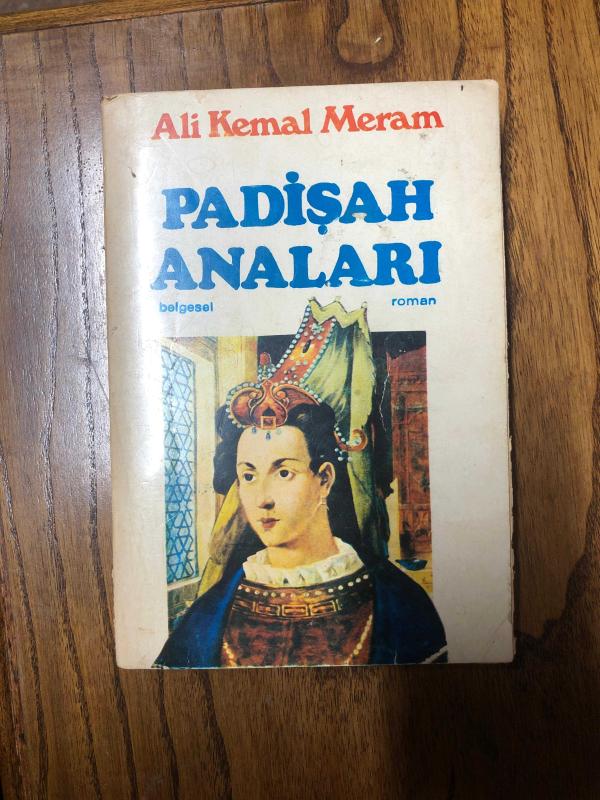 Ali Kemal Meram
PADİŞAH
ANALARI
belgesel roman